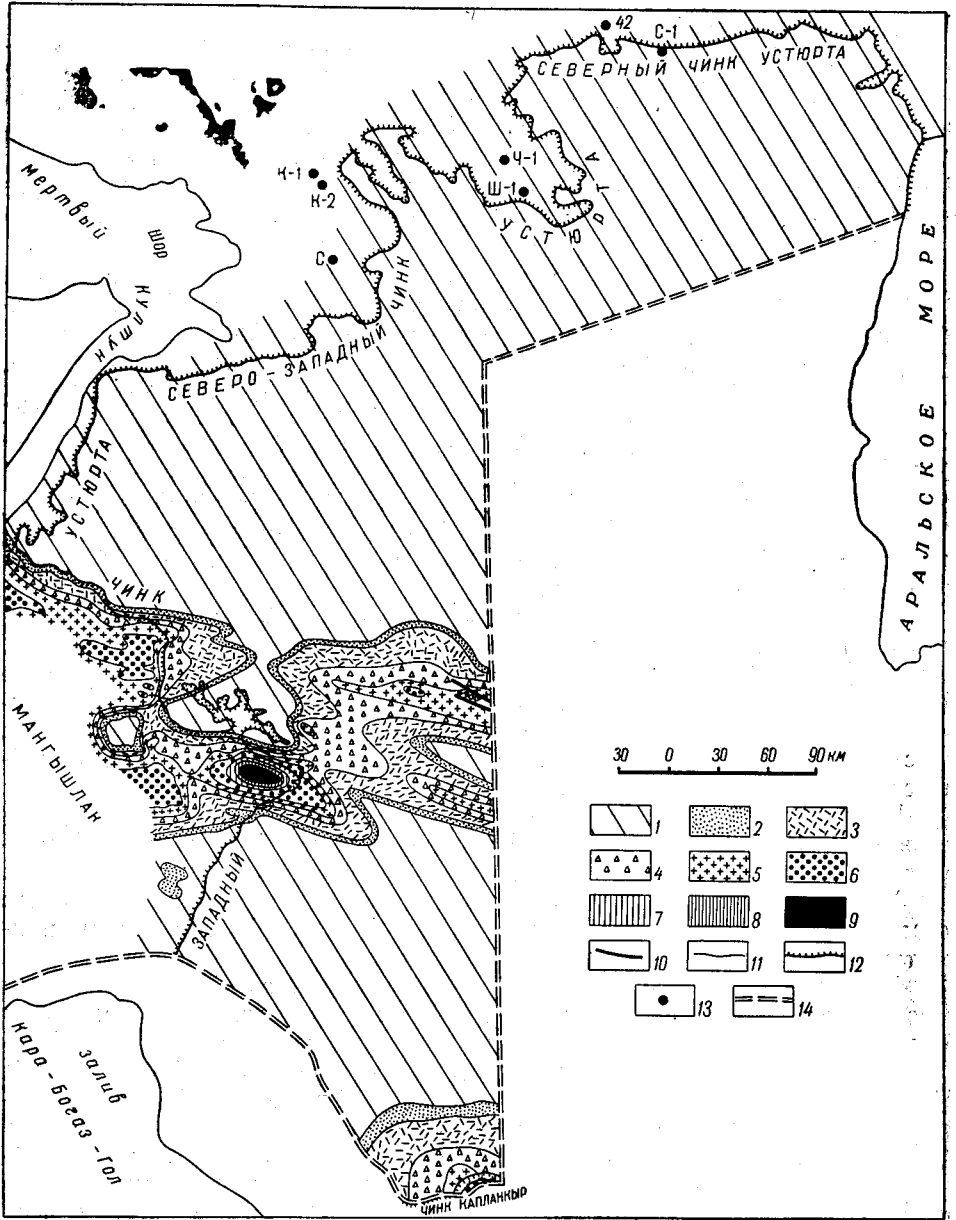 42
С-1
СЕВЕРНЫЙ ЧИНК УСТЮРТА
Ч-1
К-1
К-2
Ш-1
УСТЮРТА
МЕРТВЫЙ
КУЛТУК
ШОР
КУЛШУН
С
СЕВЕРО-ЗАПАДНЫЙ ЧИНК
УСТЮРТА
ЧИНК
АРАЛЬСКОЕ МОРЕ
МАНГЫШЛАК
ЗАПАДНЫЙ
30 0 30 60 90 км
1 2 3
4 5 6
7 8 9
10 11 12
13 14
залив
Кара-Богаз-Гол
ЧИНК КАПЛАНКЫР